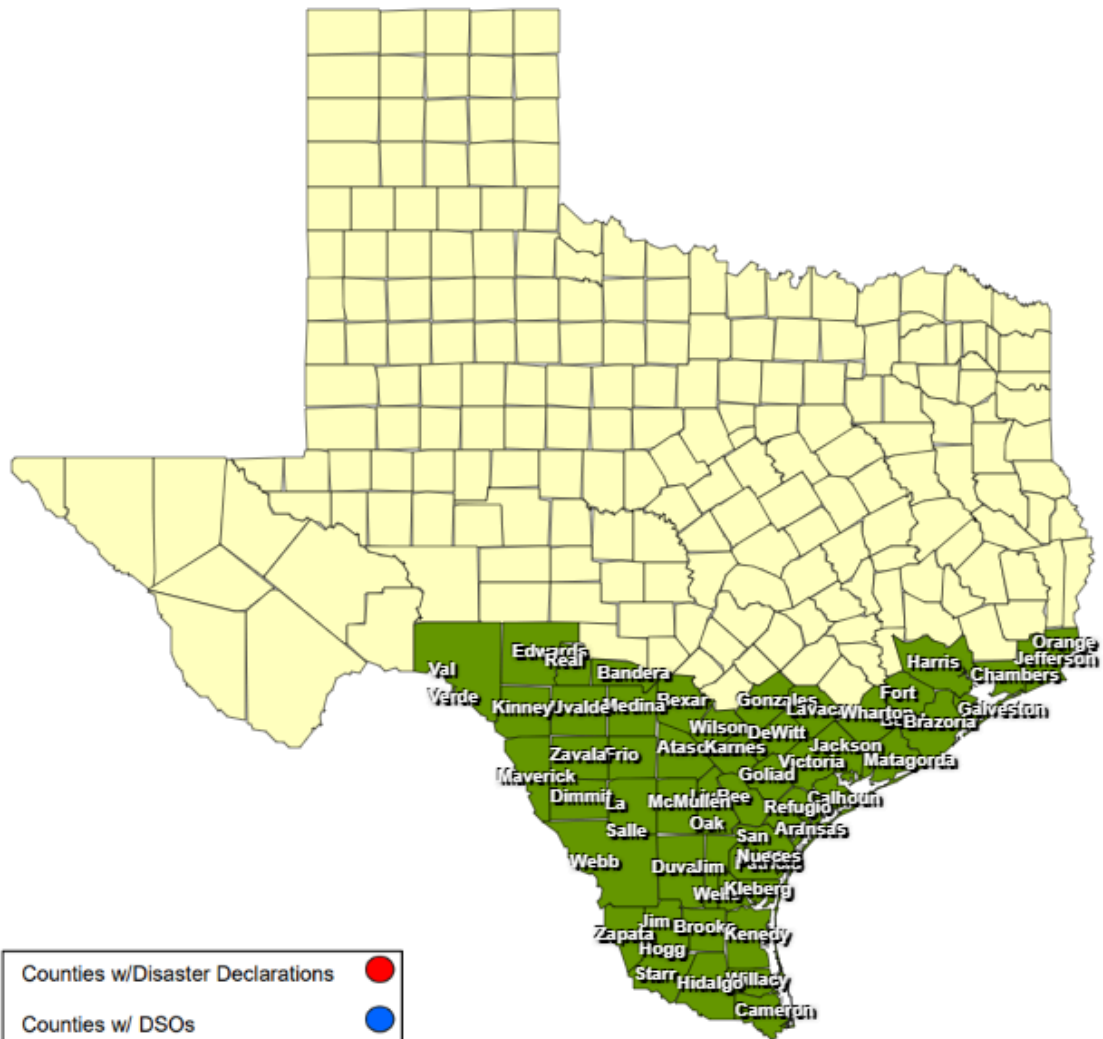 Orange
Harris
Jefferson
Edwards
Real
Val
Bandera
Chambers
Verde
Kinney
Uvalde
Medina
Bexar
Gonzales
Lavaca
Fort
Wharton
Brazoria
Galveston
Wilson
DeWitt
Zavala
Frio
Karnes
Jackson
Victoria
Matagorda
Maverick
Goliad
Dimmit
La
McMullen
Bee
Calhoun
Refugio
Salle
Oak
San
Aransas
Webb
Duval
Jim
Nueces
Kleberg
Jim
Brooks
Kenedy
Zapata
Hogg
Starr
Hidalgo
Willacy
Cameron
Counties w/Disaster Declarations
Counties w/ DSOs